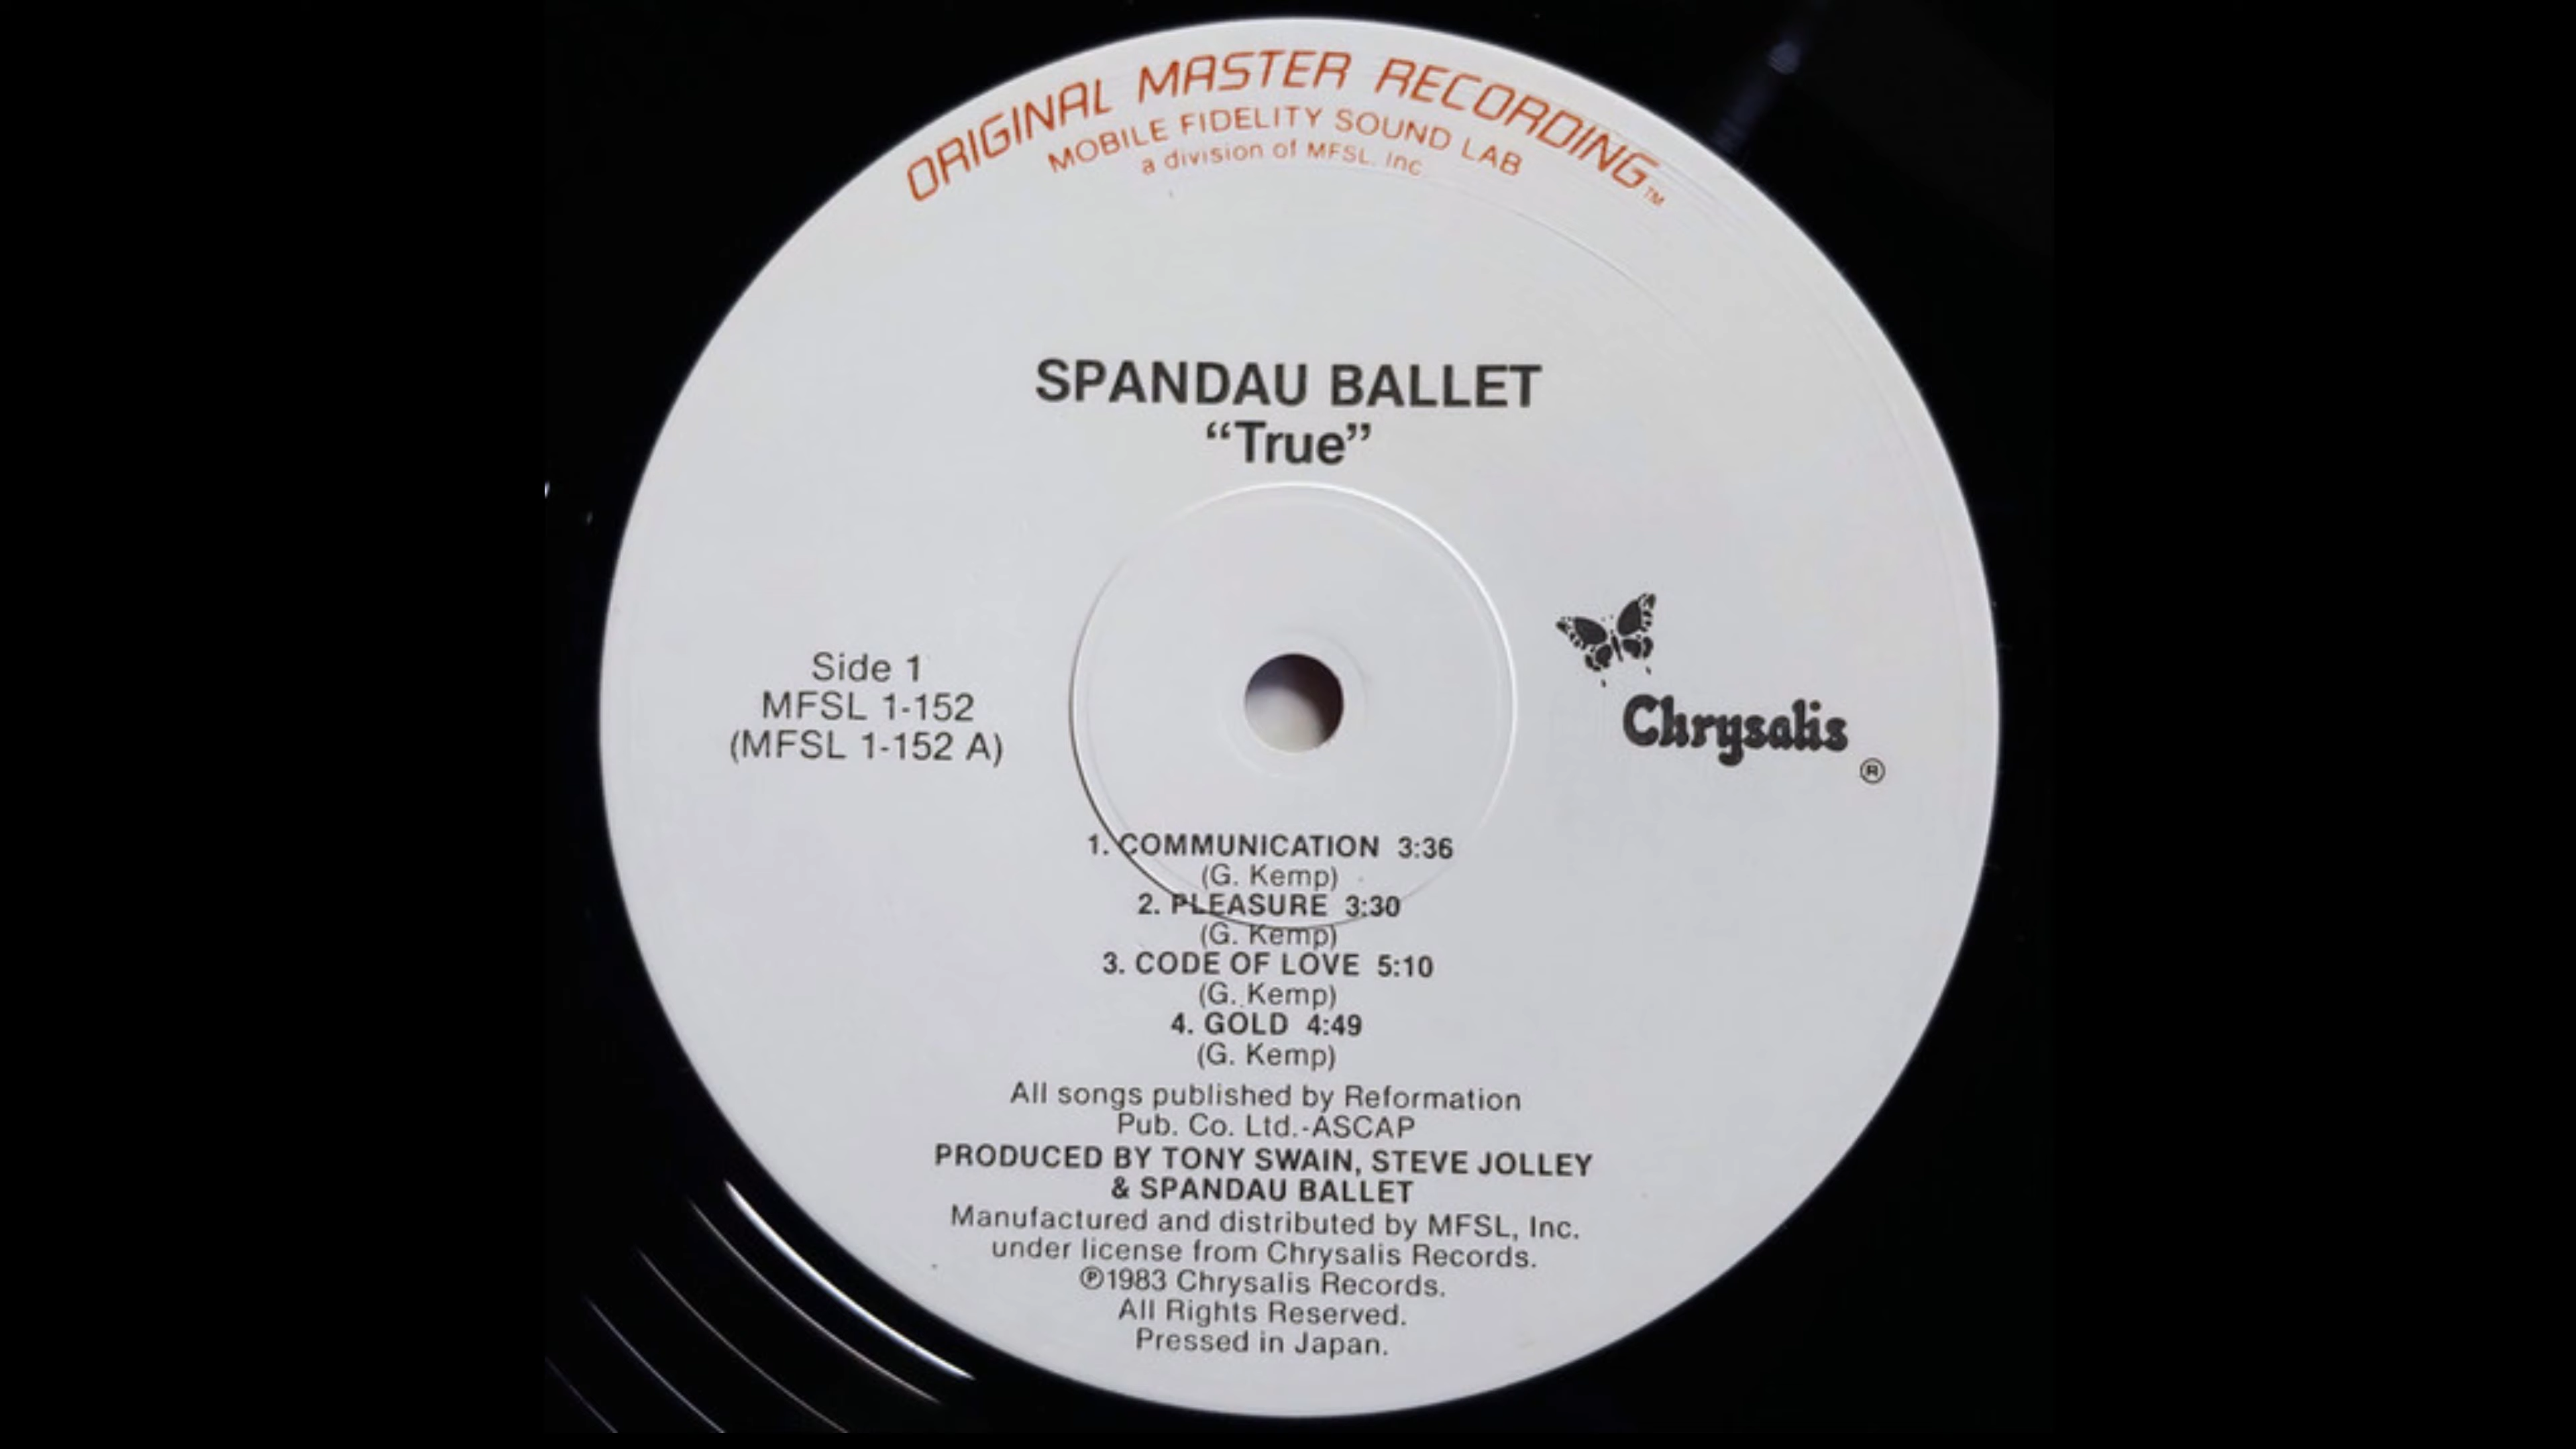 ORIGINAL MASTER RECORDING™
MOBILE FIDELITY SOUND LAB
a division of MFSL, Inc
SPANDAU BALLET
“True”
Side 1
MFSL 1-152
(MFSL 1-152 A)
Chrysalis
®
1. COMMUNICATION 3:36
(G. Kemp)
2. PLEASURE 3:30
(G. Kemp)
3. CODE OF LOVE 5:10
(G. Kemp)
4. GOLD 4:49
(G. Kemp)
All songs published by Reformation
Pub. Co. Ltd.-ASCAP
PRODUCED BY TONY SWAIN, STEVE JOLLEY
& SPANDAU BALLET
Manufactured and distributed by MFSL, Inc.
under license from Chrysalis Records.
℗1983 Chrysalis Records.
All Rights Reserved.
Pressed in Japan.